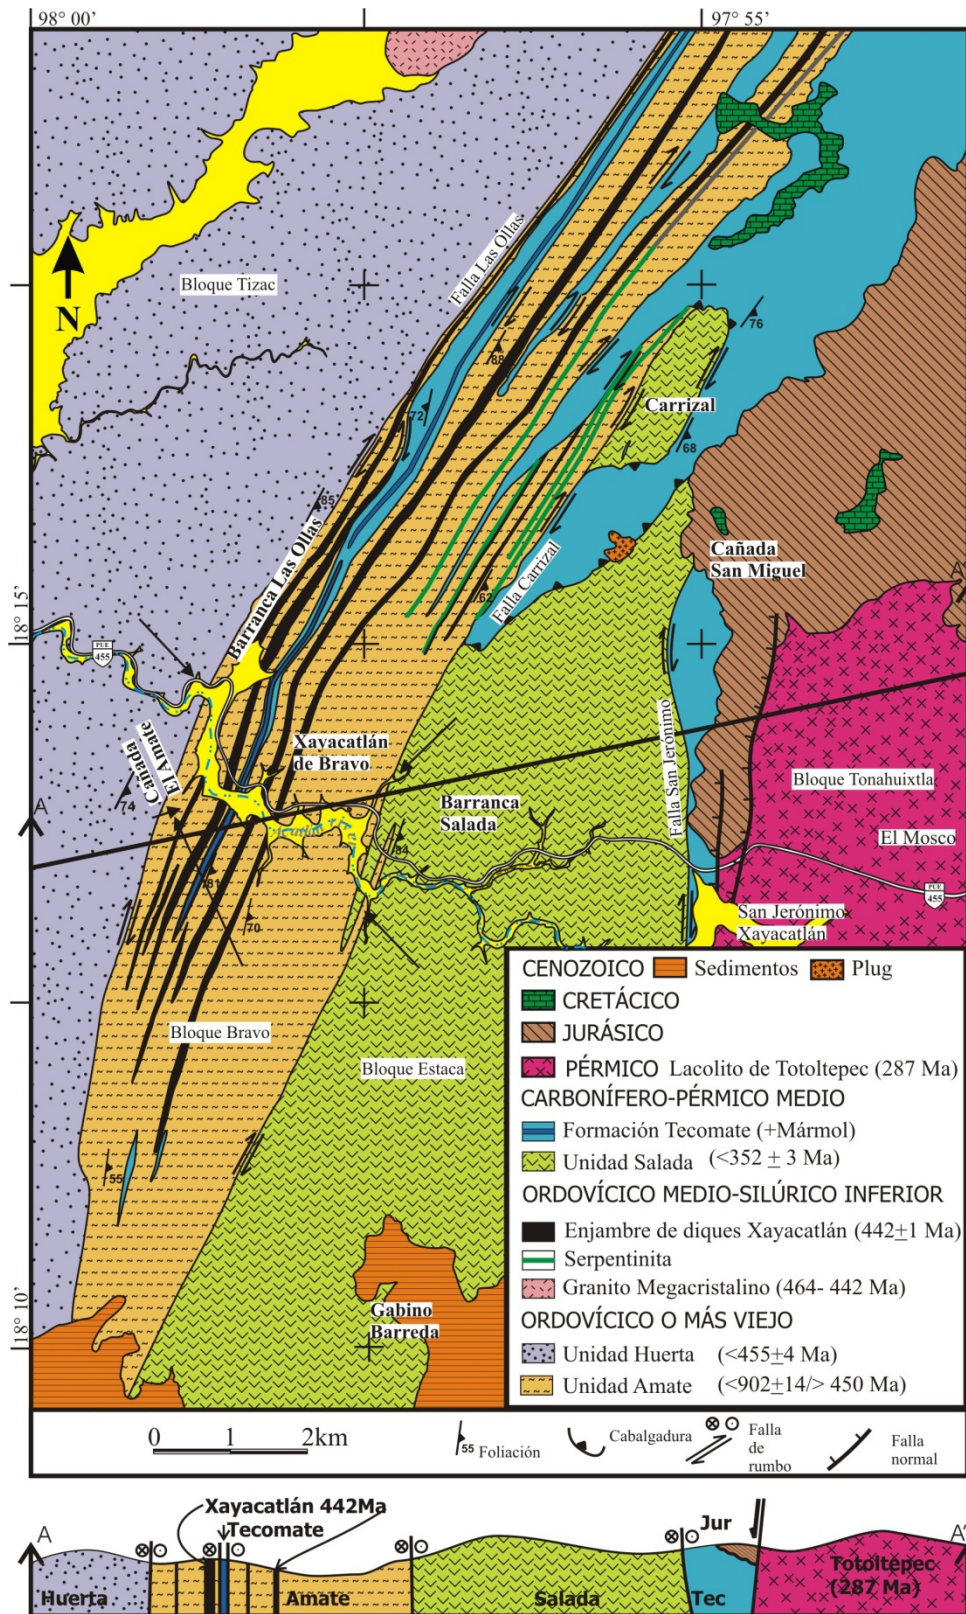 98° 00’
97° 55’
Falla Las Ollas
Bloque Tizac
N
76
88
72
Carrizal
68
85
Barranca Las Ollas
Cañada
San Miguel
A'
62
Falla Carrizal
18° 15’
PUE
455
Cañada
El Amate
Xayacatlán
de Bravo
Falla San Jerónimo
Bloque Tonahuixtla
74
A
Barranca
Salada
El Mosco
84
81
PUE
455
70
San Jerónimo
Xayacatlán
Bloque Bravo
Bloque Estaca
55
18° 10’
Gabino
Barreda
CENOZOICO
Sedimentos
Plug
CRETÁCICO
JURÁSICO
PÉRMICO Lacolito de Totoltepec (287 Ma)
CARBONÍFERO-PÉRMICO MEDIO
Formación Tecomate (+Mármol)
Unidad Salada (<352 ± 3 Ma)
ORDOVÍCICO MEDIO-SILÚRICO INFERIOR
Enjambre de diques Xayacatlán (442±1 Ma)
Serpentinita
Granito Megacristalino (464- 442 Ma)
ORDOVÍCICO O MÁS VIEJO
Unidad Huerta (<455±4 Ma)
Unidad Amate (<902±14/> 450 Ma)
0 1 2km
55 Foliación
Cabalgadura
Falla
de
rumbo
Falla
normal
Xayacatlán 442Ma
Tecomate
A
Jur
A'
Huerta
Amate
Salada
Tec
Totoltepec
(287 Ma)